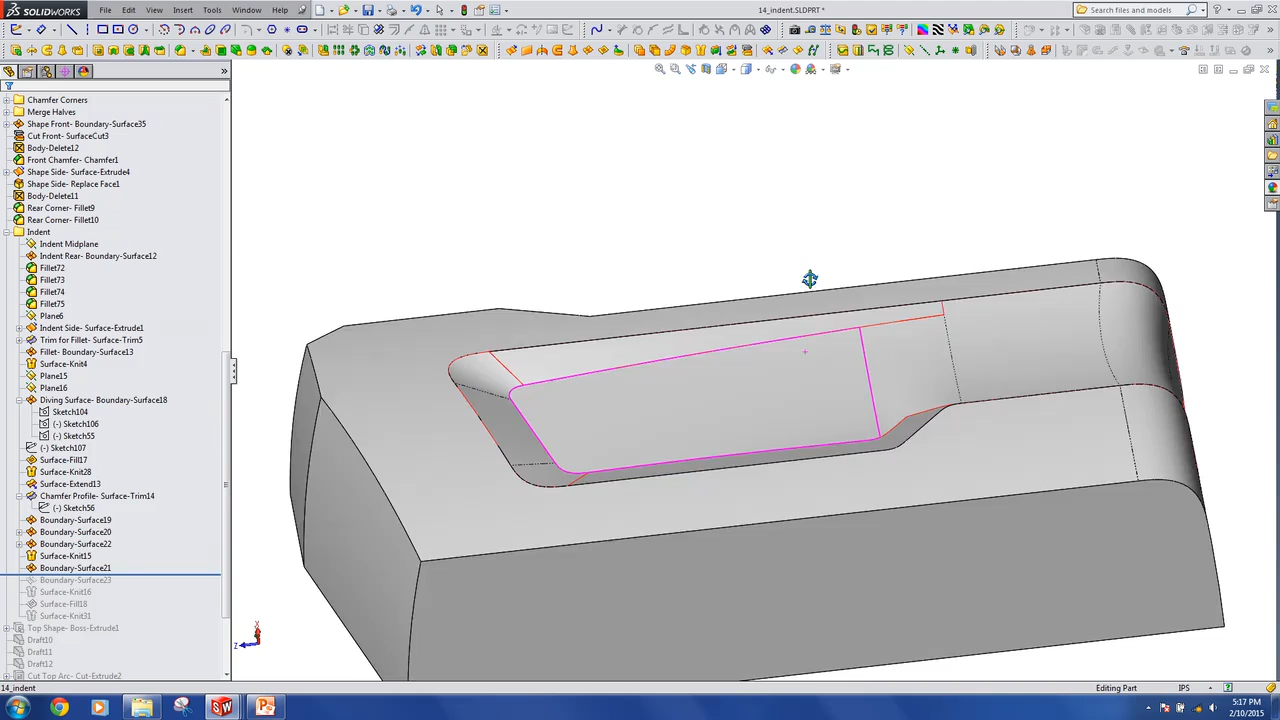 SOLIDWORKS
File Edit View Insert Tools Window Help
14_indent.SLDPRT *
Search files and models
Chamfer Corners
Merge Halves
Shape Front- Boundary-Surface35
Cut Front- SurfaceCut3
Body-Delete12
Front Chamfer- Chamfer1
Shape Side- Surface-Extrude4
Shape Side- Replace Face1
Body-Delete11
Rear Corner- Fillet9
Rear Corner- Fillet10
Indent
Indent Midplane
Indent Rear- Boundary-Surface12
Fillet72
Fillet73
Fillet74
Fillet75
Plane6
Indent Side- Surface-Extrude1
Trim for Fillet- Surface-Trim5
Fillet- Boundary-Surface13
Surface-Knit4
Plane15
Plane16
Diving Surface- Boundary-Surface18
Sketch104
(-) Sketch106
(-) Sketch55
(-) Sketch107
Surface-Fill17
Surface-Knit28
Surface-Extend13
Chamfer Profile- Surface-Trim14
(-) Sketch56
Boundary-Surface19
Boundary-Surface20
Boundary-Surface22
Surface-Knit15
Boundary-Surface21
Boundary-Surface23
Surface-Knit16
Surface-Fill18
Surface-Knit31
Top Shape- Boss-Extrude1
Draft10
Draft11
Draft12
Cut Top Arc- Cut-Extrude2
X
Z
14_indent
Editing Part
IPS
5:17 PM
2/10/2015